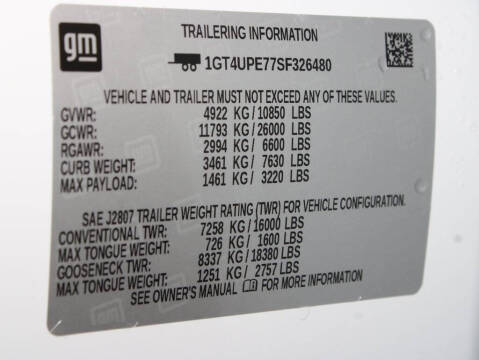 gm
TRAILERING INFORMATION
1GT4UPE77SF326480
VEHICLE AND TRAILER MUST NOT EXCEED ANY OF THESE VALUES.
GVWR: 4922 KG/10850 LBS
GCWR: 11793 KG/26000 LBS
RGAWR: 2994 KG/ 6600 LBS
CURB WEIGHT: 3461 KG/ 7630 LBS
MAX PAYLOAD: 1461 KG/ 3220 LBS
SAE J2807 TRAILER WEIGHT RATING (TWR) FOR VEHICLE CONFIGURATION.
CONVENTIONAL TWR: 7258 KG/16000 LBS
MAX TONGUE WEIGHT: 726 KG/ 1600 LBS
GOOSENECK TWR: 8337 KG/18380 LBS
MAX TONGUE WEIGHT: 1251 KG/ 2757 LBS
SEE OWNER'S MANUAL FOR MORE INFORMATION